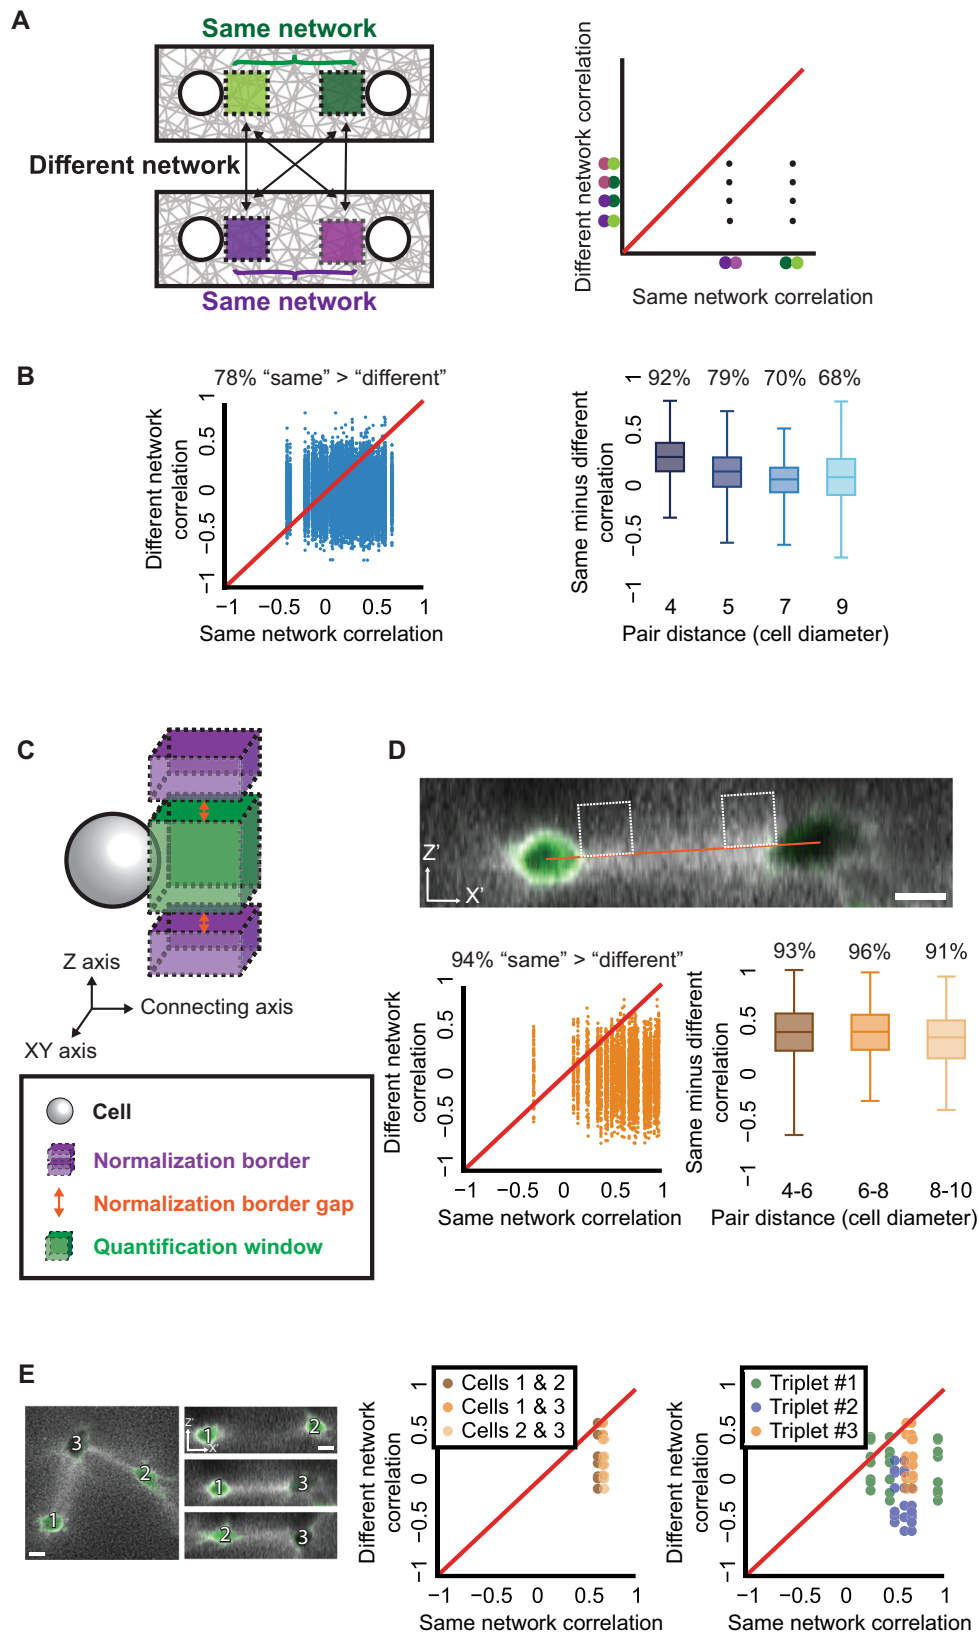 A
Same network
Different network
Same network
Different network correlation
Same network correlation
B
78% “same” > “different”
Different network
correlation
1
0.5
0
−0.5
−1
−1 −0.5 0 0.5 1
Same network correlation
92% 79% 70% 68%
Same minus different
correlation
1
0.5
0
−0.5
−1
4 5 7 9
Pair distance (cell diameter)
C
Z axis
Connecting axis
XY axis
Cell
Normalization border
Normalization border gap
Quantification window
D
Z'
X'
94% “same” > “different”
Different network
correlation
1
0.5
0
−0.5
−1
−1 −0.5 0 0.5 1
Same network correlation
93% 96% 91%
Same minus different
correlation
1
0.5
0
−0.5
−1
4-6 6-8 8-10
Pair distance (cell diameter)
E
3
2
1
Z'
X'
1 2
1 3
2 3
Cells 1 & 2
Cells 1 & 3
Cells 2 & 3
Different network
correlation
1
0.5
0
−0.5
−1
−1 −0.5 0 0.5 1
Same network correlation
Triplet #1
Triplet #2
Triplet #3
Different network
correlation
1
0.5
0
−0.5
−1
−1 −0.5 0 0.5 1
Same network correlation